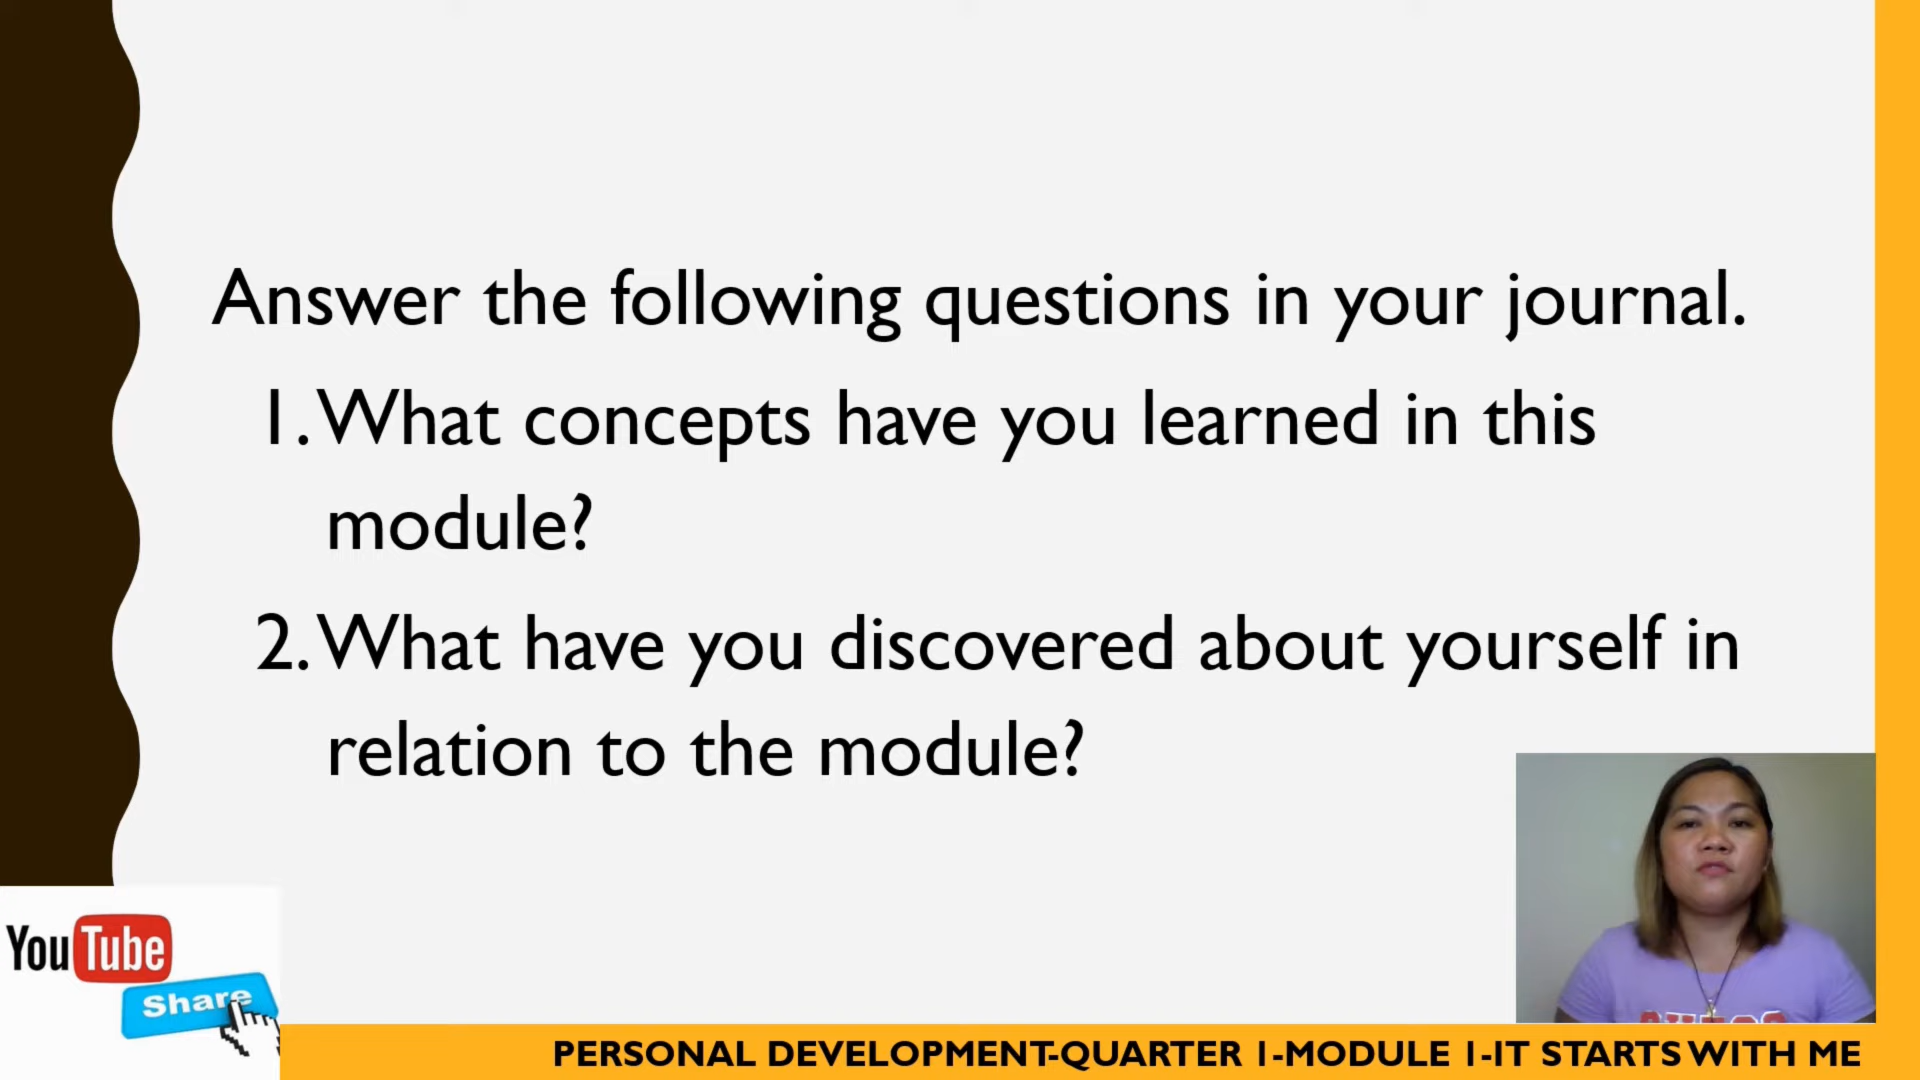 Answer the following questions in your journal.
1. What concepts have you learned in this
module?
2. What have you discovered about yourself in
relation to the module?
YouTube
Share
PERSONAL DEVELOPMENT-QUARTER 1-MODULE 1-IT STARTS WITH ME